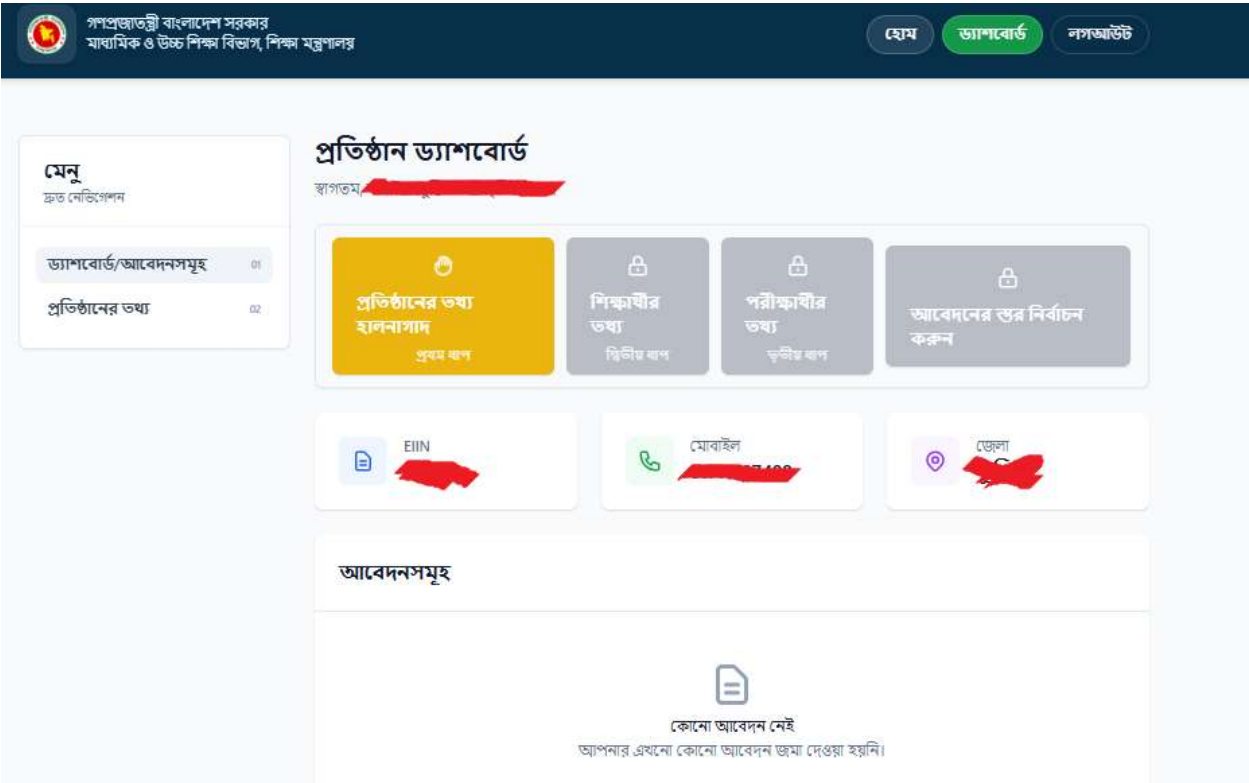 গণপ্রজাতন্ত্রী বাংলাদেশ সরকার
মাধ্যমিক ও উচ্চ শিক্ষা বিভাগ, শিক্ষা মন্ত্রণালয়
হোম
ড্যাশবোর্ড
লগআউট
মেনু
দ্রুত নেভিগেশন
ড্যাশবোর্ড/আবেদনসমূহ 01
প্রতিষ্ঠানের তথ্য 02
প্রতিষ্ঠান ড্যাশবোর্ড
স্বাগতম,
প্রতিষ্ঠানের তথ্য
হালনাগাদ
প্রথম ধাপ
শিক্ষার্থীর
তথ্য
দ্বিতীয় ধাপ
পরীক্ষার্থীর
তথ্য
তৃতীয় ধাপ
আবেদনের স্তর নির্বাচন
করুন
EIIN
মোবাইল
জেলা
আবেদনসমূহ
কোনো আবেদন নেই
আপনার এখনো কোনো আবেদন জমা দেওয়া হয়নি।